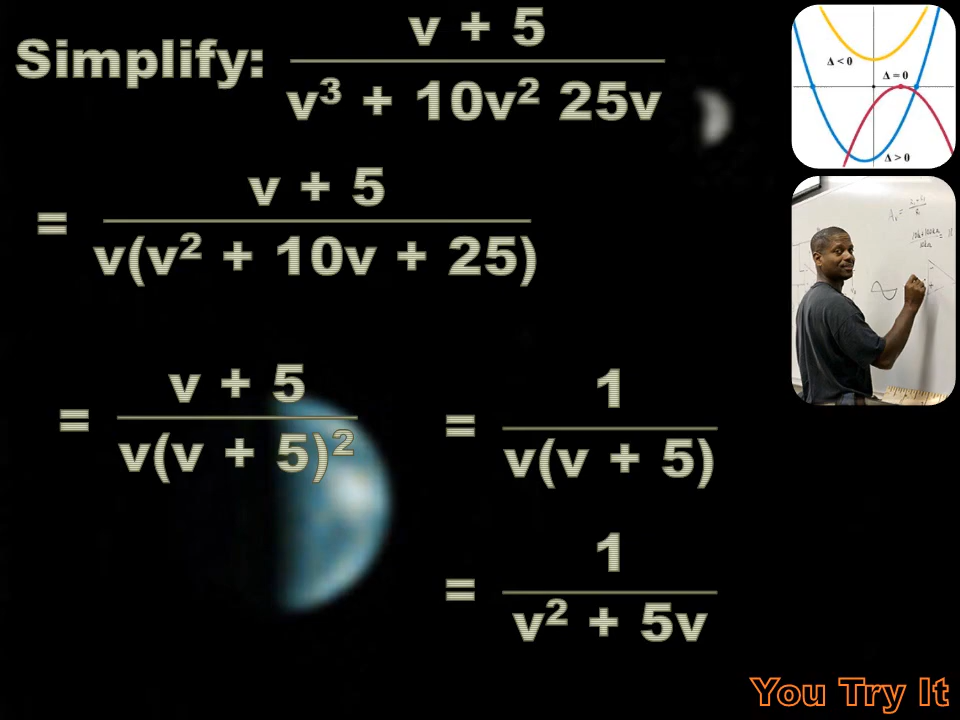 Simplify: v + 5
v³ + 10v² 25v
= v + 5
v(v² + 10v + 25)
= v + 5
v(v + 5)²
= 1
v(v + 5)
= 1
v² + 5v
Δ < 0
Δ = 0
Δ > 0
You Try It